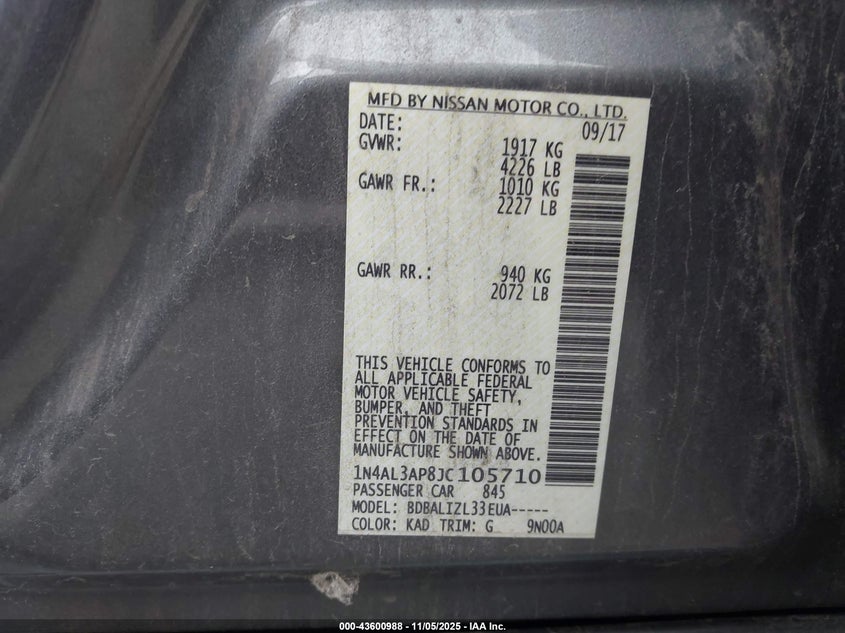 MFD BY NISSAN MOTOR CO., LTD.
DATE: 09/17
GVWR: 1917 KG
4226 LB
GAWR FR.: 1010 KG
2227 LB
GAWR RR.: 940 KG
2072 LB
THIS VEHICLE CONFORMS TO
ALL APPLICABLE FEDERAL
MOTOR VEHICLE SAFETY,
BUMPER, AND THEFT
PREVENTION STANDARDS IN
EFFECT ON THE DATE OF
MANUFACTURE SHOWN ABOVE.
1N4AL3AP8JC105710
PASSENGER CAR 845
MODEL: BDBALIZL33EUA-----
COLOR: KAD TRIM: G 9N00A
000-43600988 - 11/05/2025 - IAA Inc.